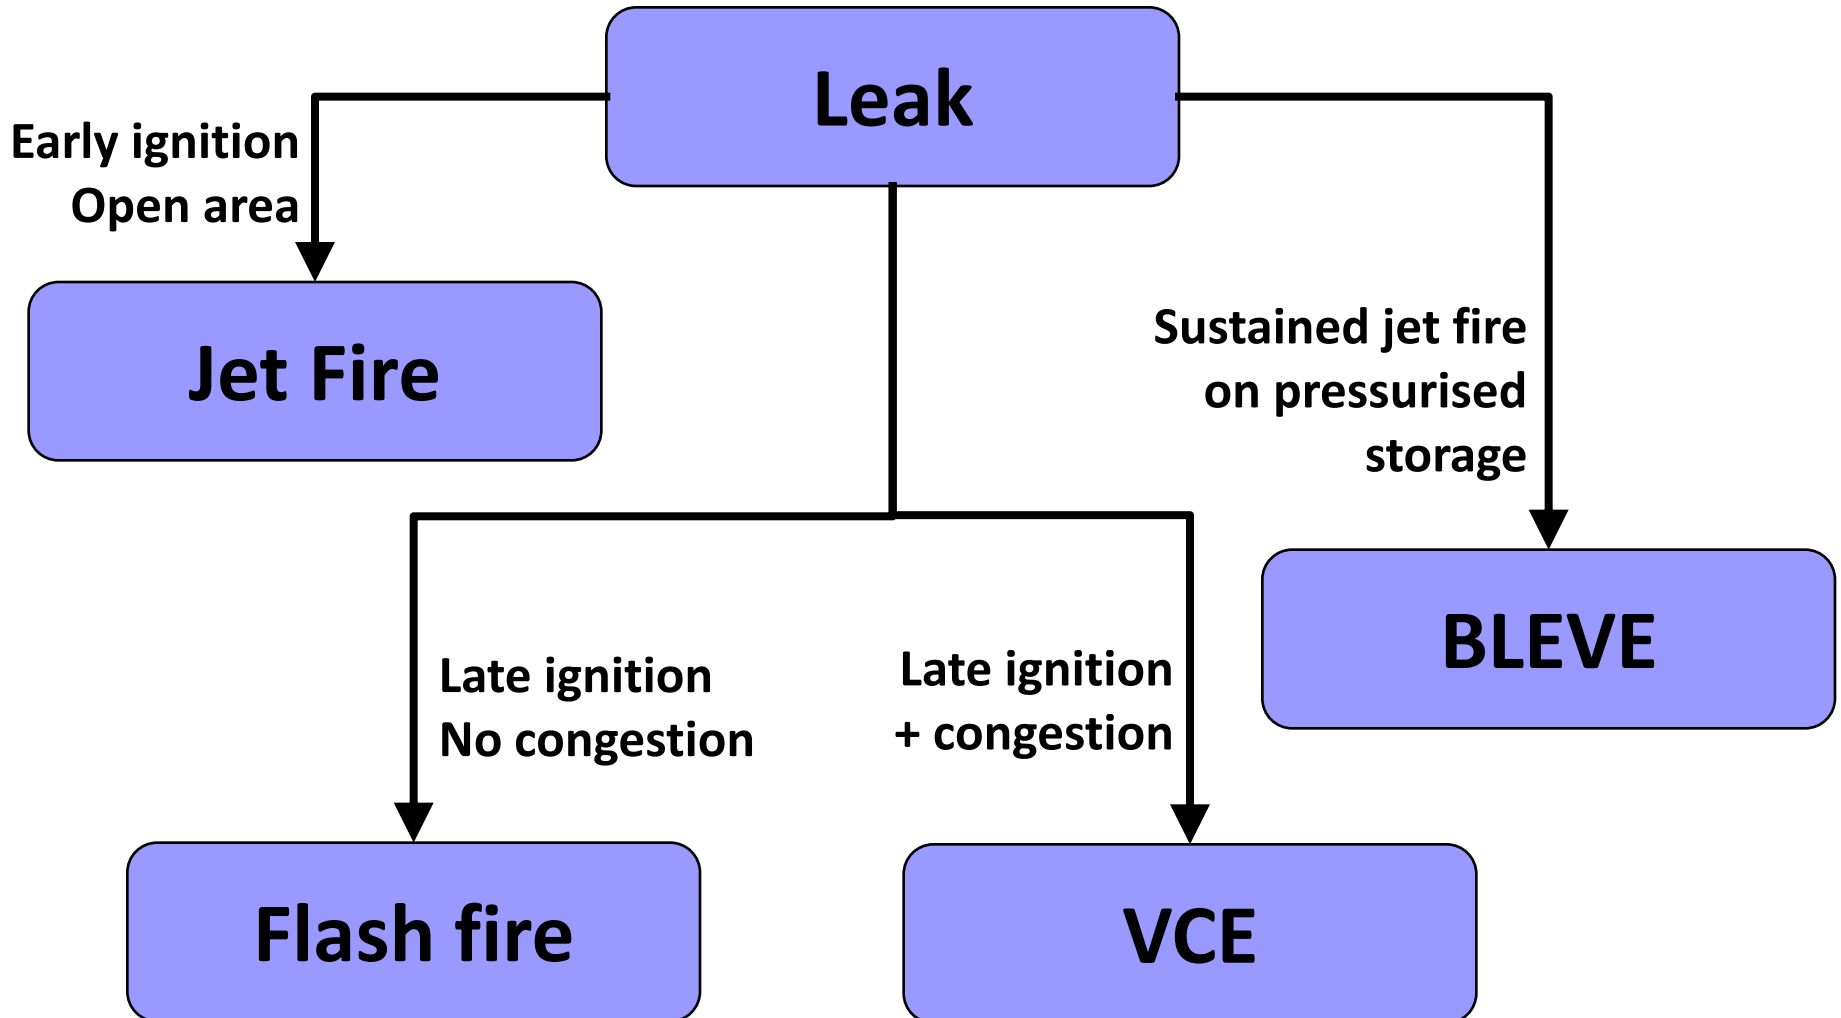 Leak
Early ignition
Open area
Jet Fire
Sustained jet fire
on pressurised
storage
BLEVE
Late ignition
No congestion
Late ignition
+ congestion
Flash fire
VCE